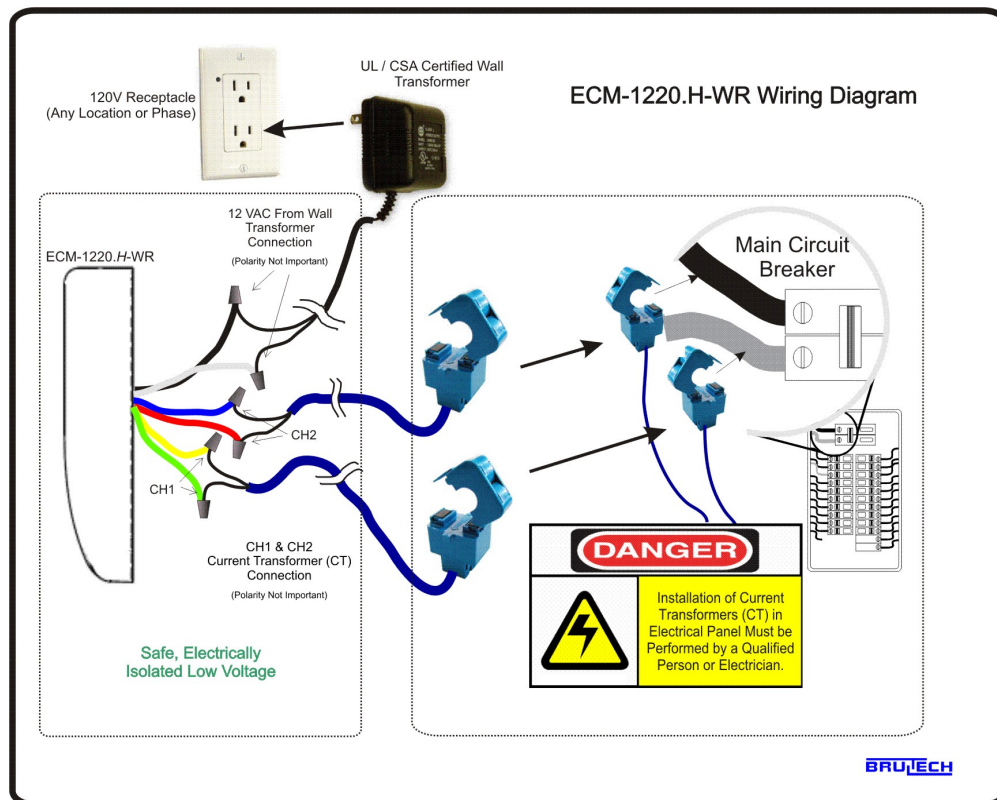 UL / CSA Certified Wall
Transformer
ECM-1220.H-WR Wiring Diagram
120V Receptacle
(Any Location or Phase)
12 VAC From Wall
Transformer
Connection
(Polarity Not Important)
ECM-1220.H-WR
Main Circuit
Breaker
CH2
CH1
CH1 & CH2
Current Transformer (CT)
Connection
(Polarity Not Important)
Safe, Electrically
Isolated Low Voltage
DANGER
Installation of Current
Transformers (CT) in
Electrical Panel Must be
Performed by a Qualified
Person or Electrician.
BRULTECH